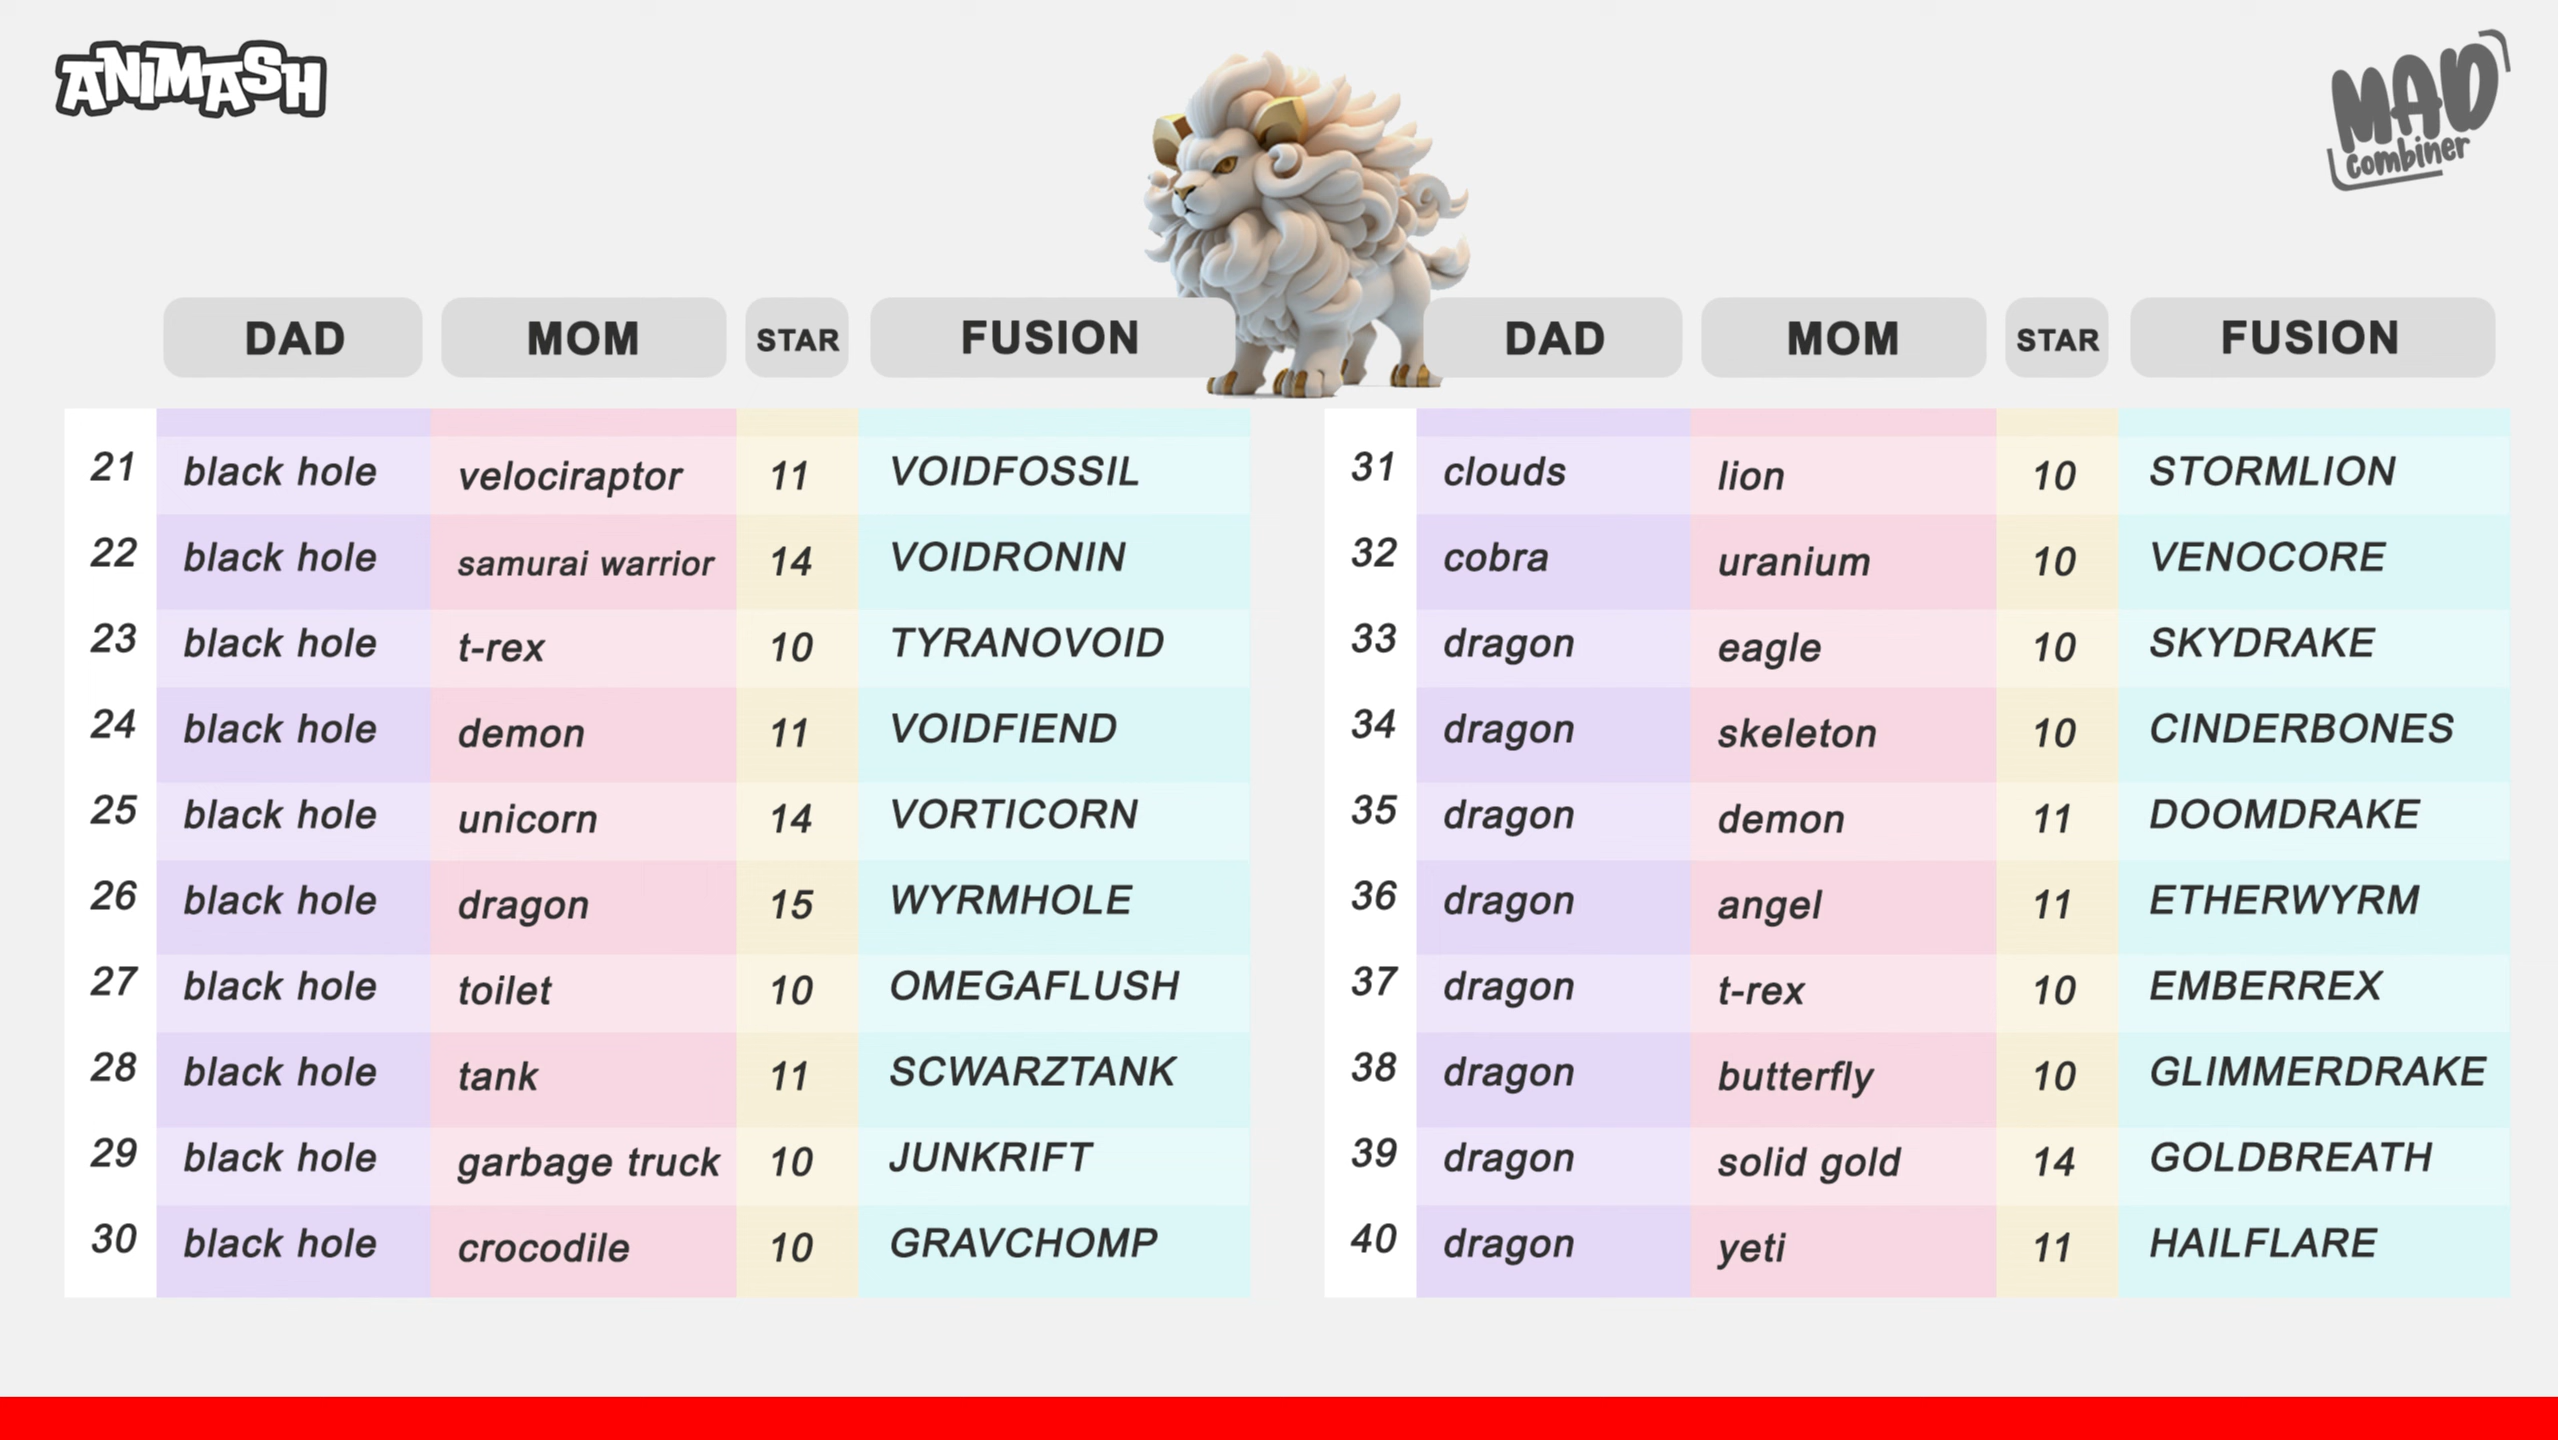 ANIMASH
MAD
combiner
DAD MOM STAR FUSION
21 black hole velociraptor 11 VOIDFOSSIL
22 black hole samurai warrior 14 VOIDRONIN
23 black hole t-rex 10 TYRANOVOID
24 black hole demon 11 VOIDFIEND
25 black hole unicorn 14 VORTICORN
26 black hole dragon 15 WYRMHOLE
27 black hole toilet 10 OMEGAFLUSH
28 black hole tank 11 SCWARZTANK
29 black hole garbage truck 10 JUNKRIFT
30 black hole crocodile 10 GRAVCHOMP
DAD MOM STAR FUSION
31 clouds lion 10 STORMLION
32 cobra uranium 10 VENOCORE
33 dragon eagle 10 SKYDRAKE
34 dragon skeleton 10 CINDERBONES
35 dragon demon 11 DOOMDRAKE
36 dragon angel 11 ETHERWYRM
37 dragon t-rex 10 EMBERREX
38 dragon butterfly 10 GLIMMERDRAKE
39 dragon solid gold 14 GOLDBREATH
40 dragon yeti 11 HAILFLARE